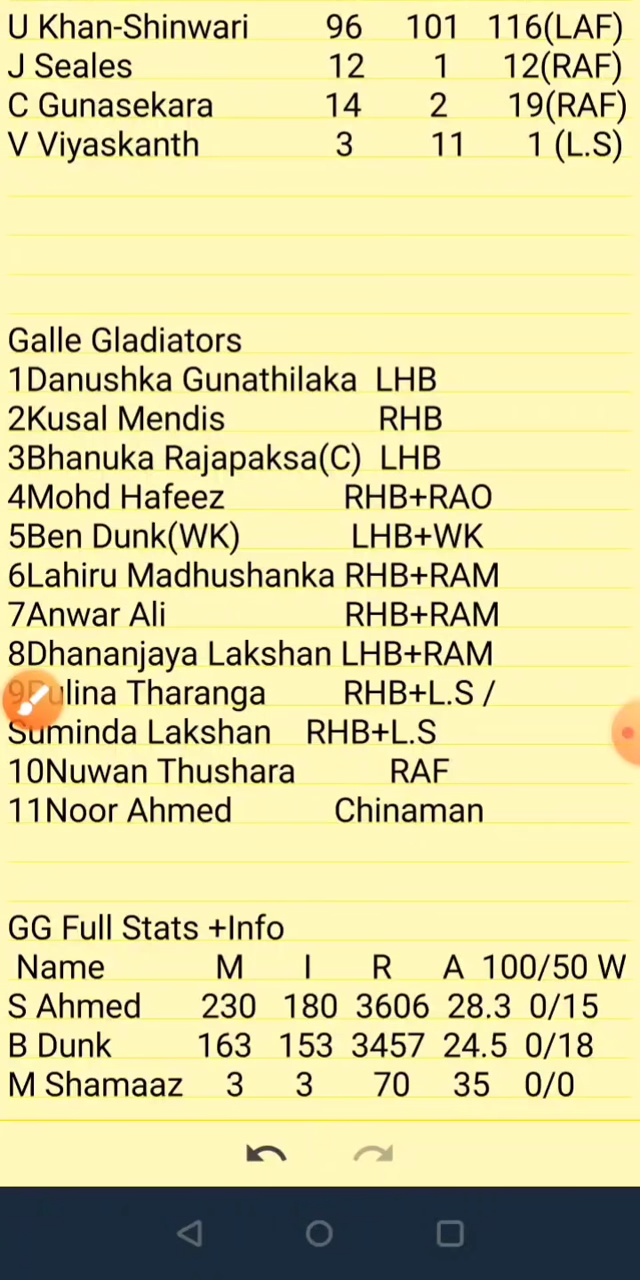 U Khan-Shinwari 96 101 116(LAF)
J Seales 12 1 12(RAF)
C Gunasekara 14 2 19(RAF)
V Viyaskanth 3 11 1 (L.S)
Galle Gladiators
1Danushka Gunathilaka LHB
2Kusal Mendis RHB
3Bhanuka Rajapaksa(C) LHB
4Mohd Hafeez RHB+RAO
5Ben Dunk(WK) LHB+WK
6Lahiru Madhushanka RHB+RAM
7Anwar Ali RHB+RAM
8Dhananjaya Lakshan LHB+RAM
Tharanga RHB+L.S /
Suminda Lakshan RHB+L.S
10Nuwan Thushara RAF
11Noor Ahmed Chinaman
GG Full Stats +Info
Name M I R A 100/50 W
S Ahmed 230 180 3606 28.3 0/15
B Dunk 163 153 3457 24.5 0/18
M Shamaaz 3 3 70 35 0/0